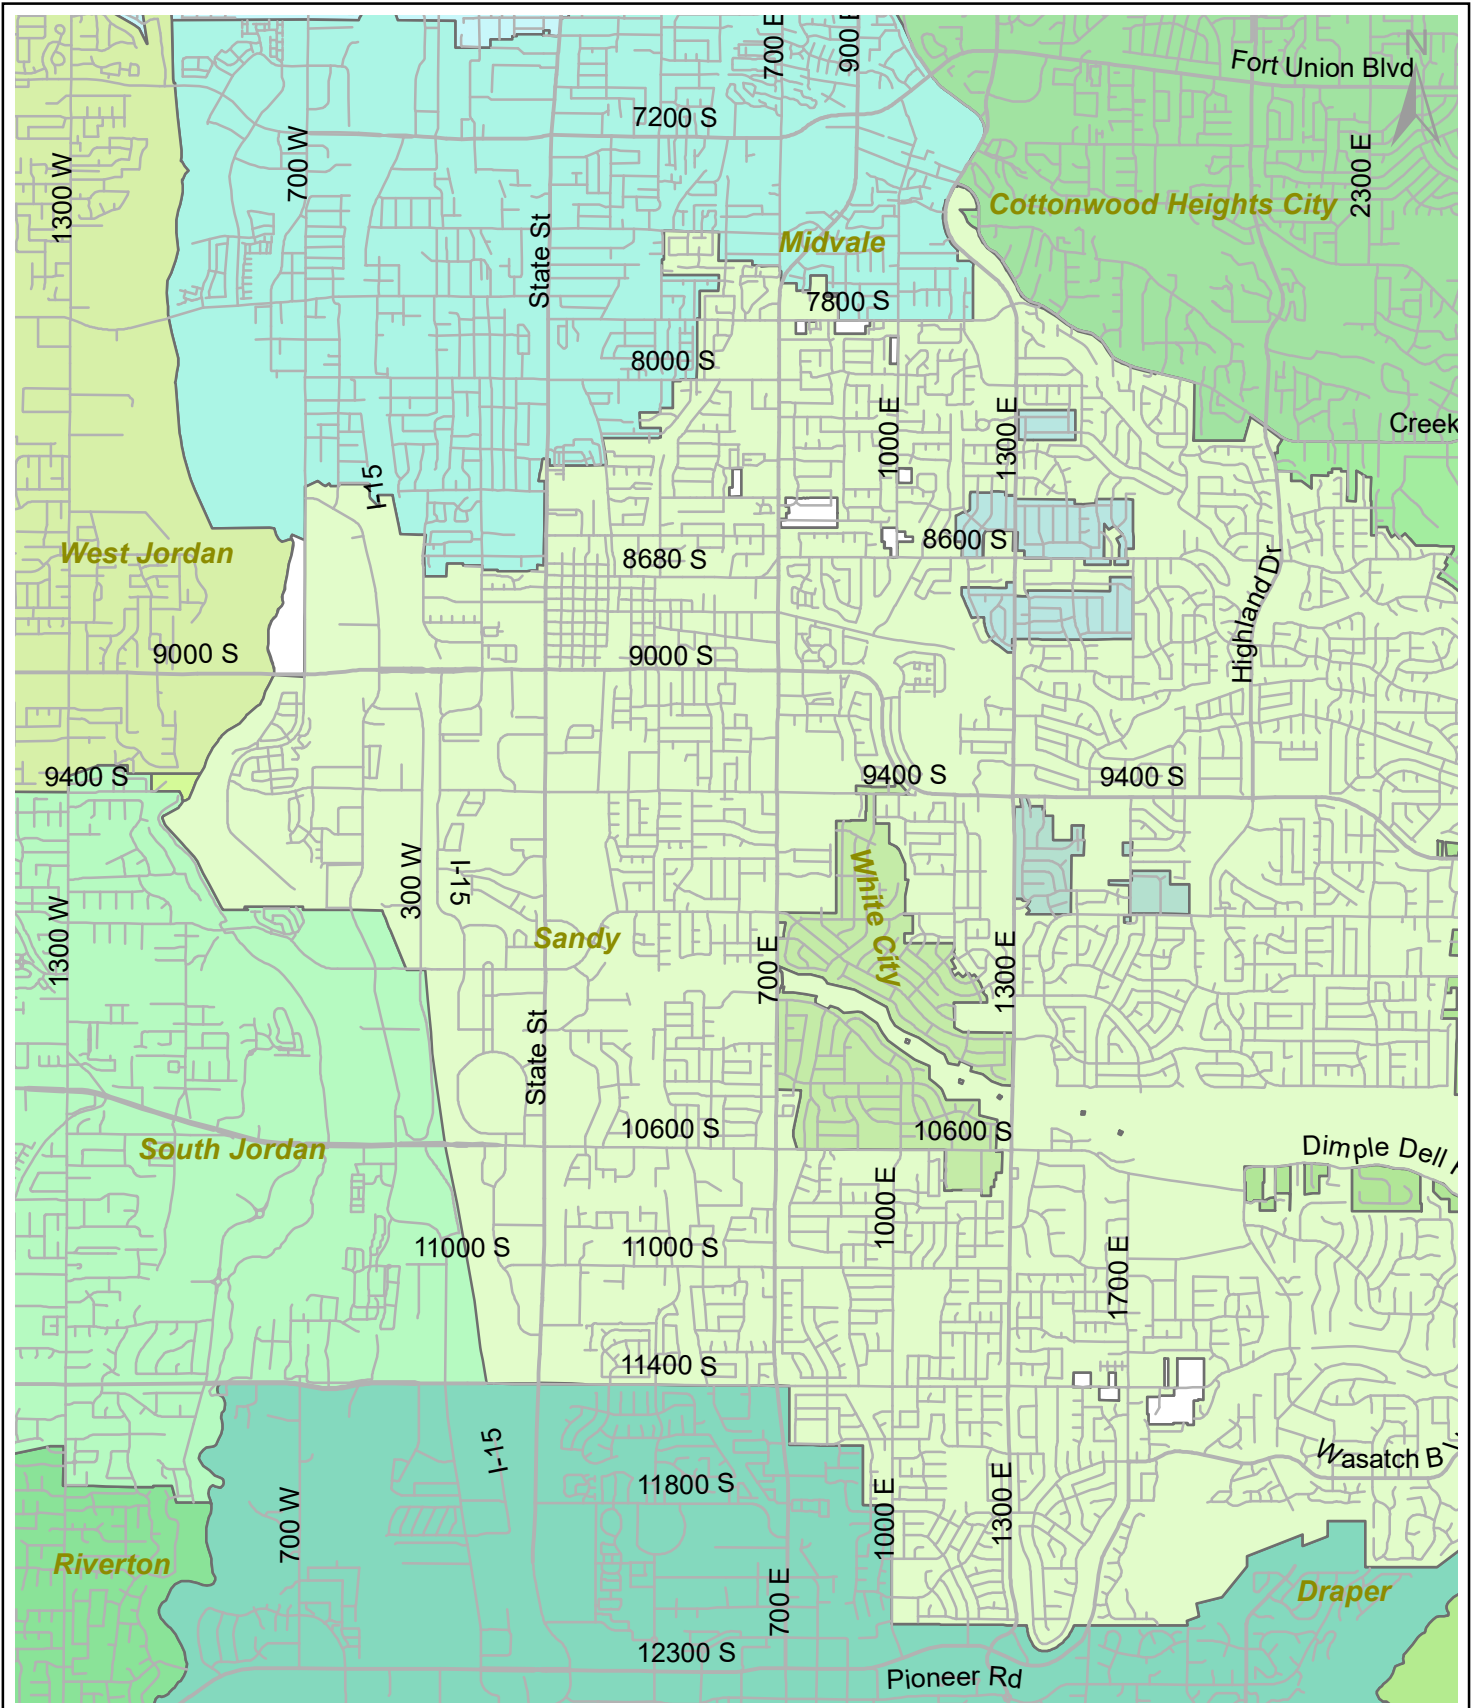 700 E
900 E
N
Fort Union Blvd
7200 S
700 W
1300 W
2300 E
Cottonwood Heights City
State St
Midvale
7800 S
8000 S
1000 E
1300 E
Creek
I-15
West Jordan
8680 S
8600 S
Highland Dr
9000 S
9000 S
9400 S
9400 S
9400 S
300 W
I-15
White City
1300 W
Sandy
700 E
1300 E
State St
South Jordan
10600 S
10600 S
Dimple Dell
1000 E
11000 S
11000 S
1700 E
11400 S
I-15
Wasatch Bl
11800 S
700 W
1000 E
1300 E
Riverton
700 E
Draper
12300 S
Pioneer Rd